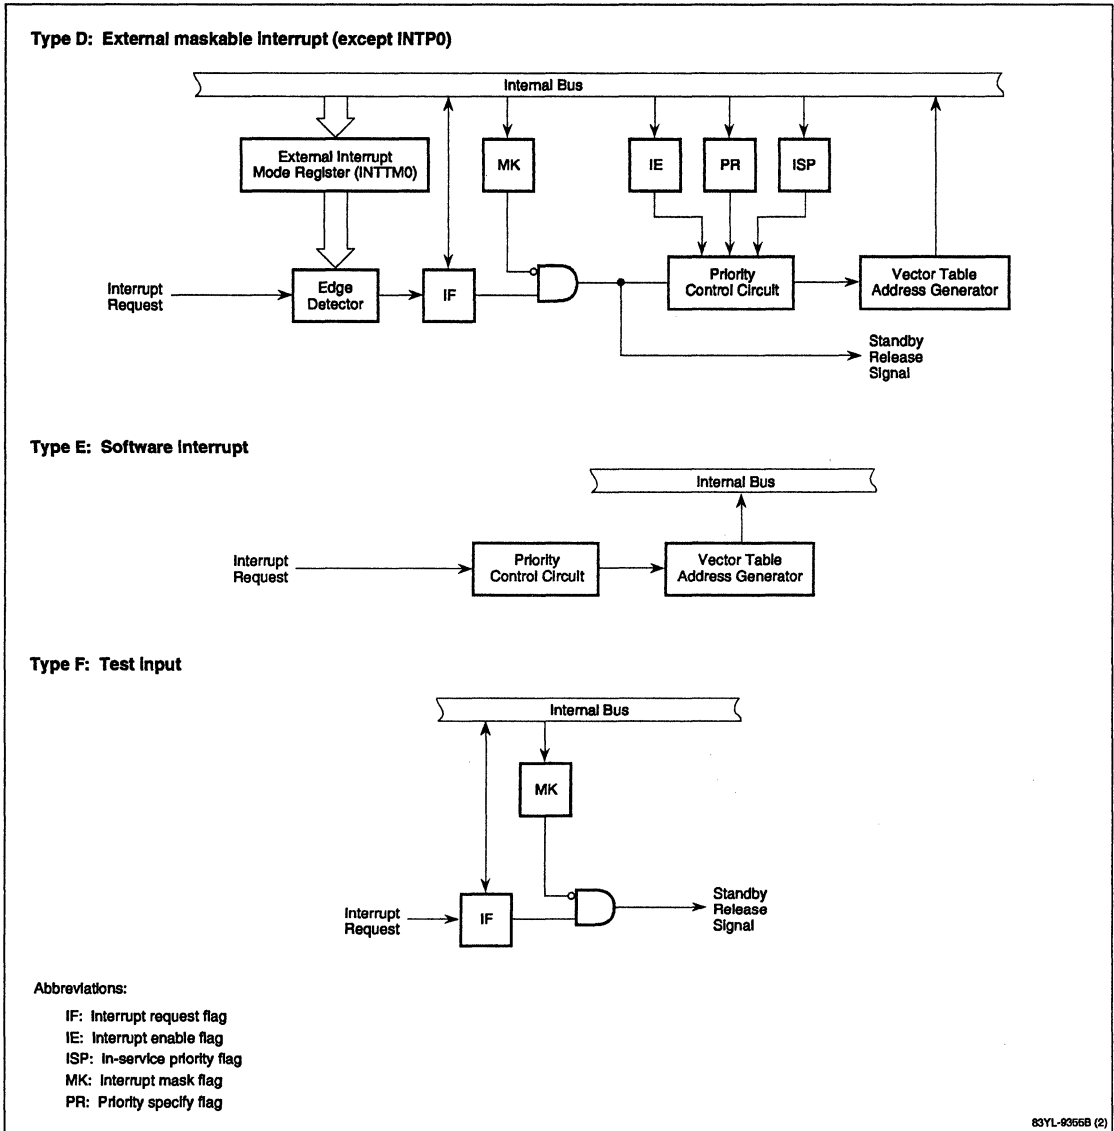 Type D: External maskable interrupt (except INTP0)
Internal Bus
External Interrupt
Mode Register (INTTM0)
MK
IE
PR
ISP
Interrupt
Request
Edge
Detector
IF
Priority
Control Circuit
Vector Table
Address Generator
Standby
Release
Signal
Type E: Software interrupt
Internal Bus
Interrupt
Request
Priority
Control Circuit
Vector Table
Address Generator
Type F: Test input
Internal Bus
MK
Interrupt
Request
IF
Standby
Release
Signal
Abbreviations:
IF: Interrupt request flag
IE: Interrupt enable flag
ISP: In-service priority flag
MK: Interrupt mask flag
PR: Priority specify flag
83YL-9355B (2)